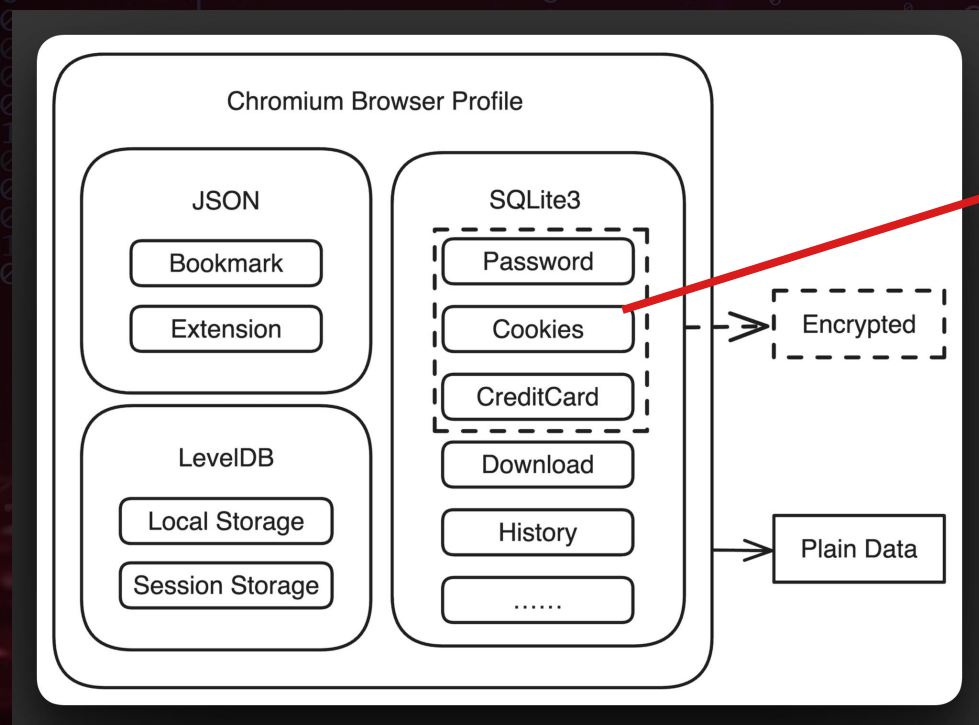 Chromium Browser Profile
JSON
Bookmark
Extension
LevelDB
Local Storage
Session Storage
SQLite3
Password
Cookies
CreditCard
Download
History
......
Encrypted
Plain Data